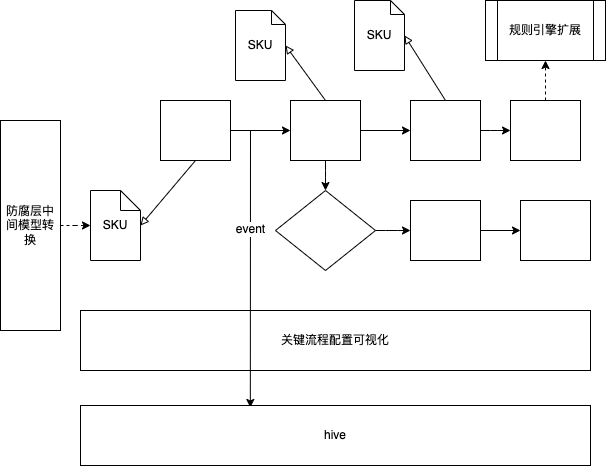 SKU
SKU
规则引擎扩展
防腐层中
间模型转
换
SKU
event
关键流程配置可视化
hive